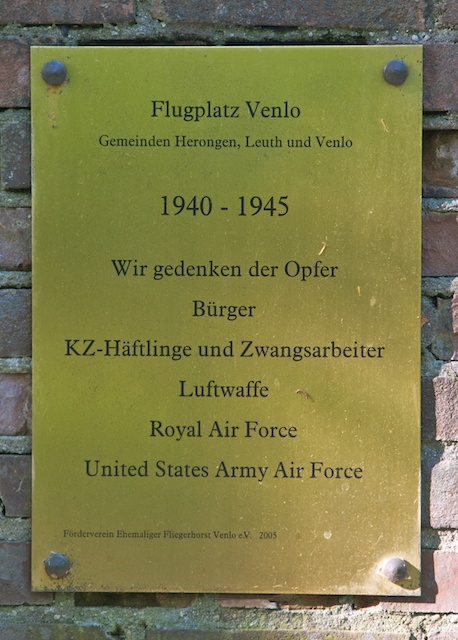 Flugplatz Venlo
Gemeinden Herongen, Leuth und Venlo
1940 - 1945
Wir gedenken der Opfer
Bürger
KZ-Häftlinge und Zwangsarbeiter
Luftwaffe
Royal Air Force
United States Army Air Force
Förderverein Ehemaliger Fliegerhorst Venlo e.V. 2005